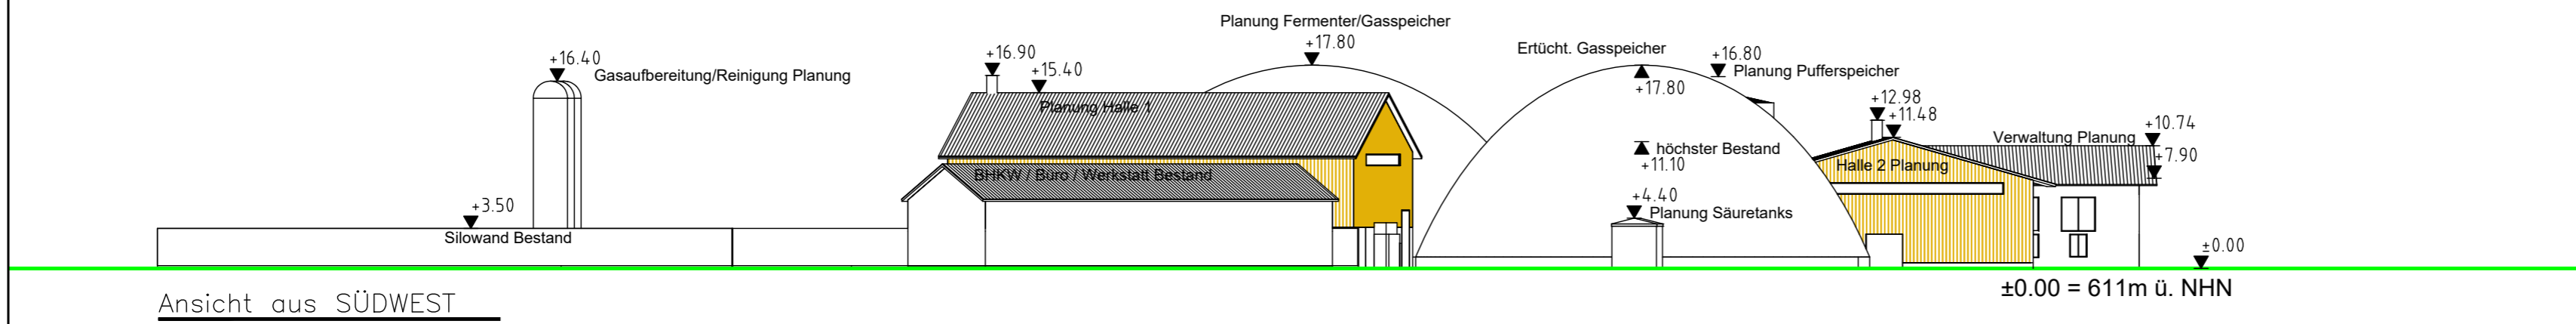 Planung Fermenter/Gasspeicher
+17.80
Ertücht. Gasspeicher
+16.40
Gasaufbereitung/Reinigung Planung
+16.90
+15.40
Planung Halle 1
+17.80
+16.80
Planung Pufferspeicher
+12.98
+11.48
Verwaltung Planung
+10.74
+7.90
höchster Bestand
+11.10
Halle 2 Planung
BHKW / Büro / Werkstatt Bestand
+4.40
Planung Säuretanks
+3.50
Silowand Bestand
±0.00
±0.00 = 611m ü. NHN
Ansicht aus SÜDWEST